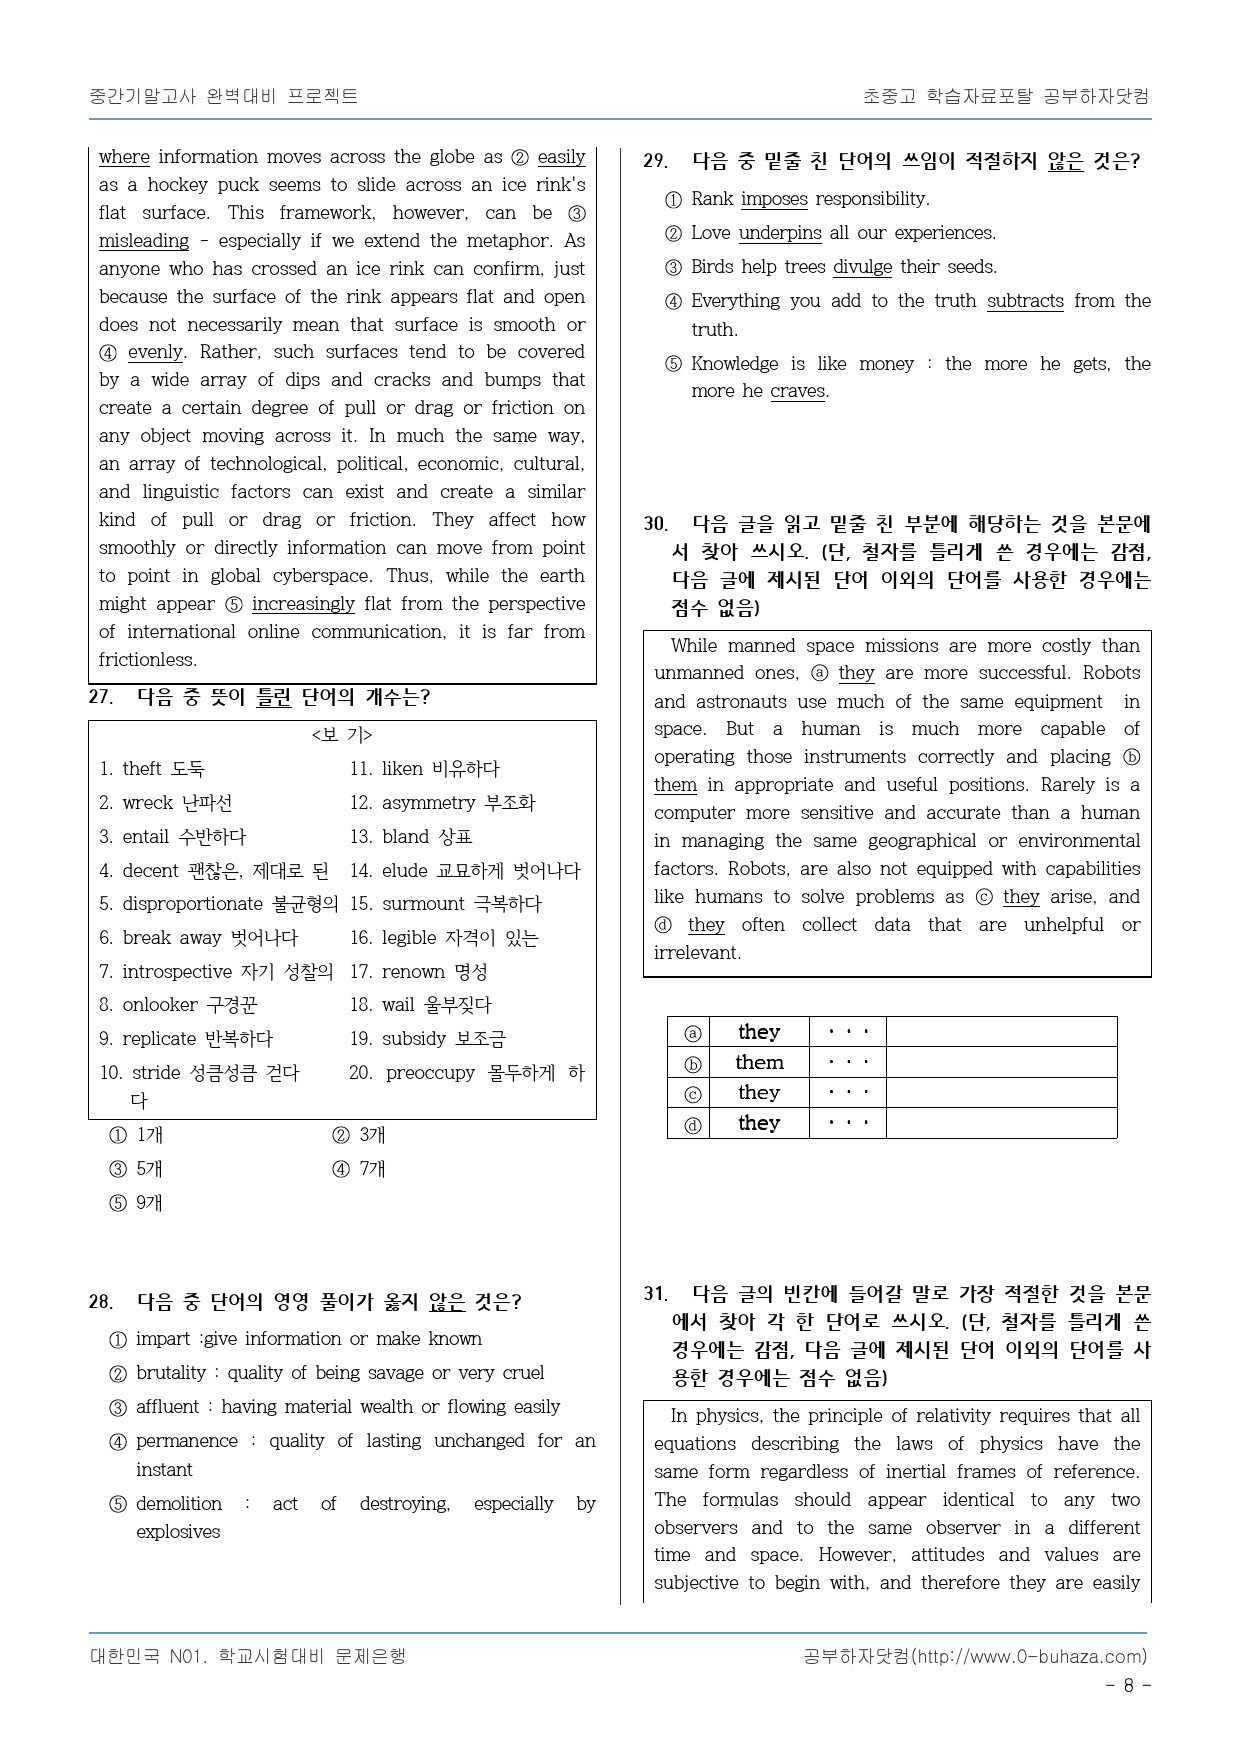 중간기말고사 완벽대비 프로젝트
초중고 학습자료포탈 공부하자닷컴
where information moves across the globe as ② easily
as a hockey puck seems to slide across an ice rink's
flat surface. This framework, however, can be ③
misleading - especially if we extend the metaphor. As
anyone who has crossed an ice rink can confirm, just
because the surface of the rink appears flat and open
does not necessarily mean that surface is smooth or
④ evenly. Rather, such surfaces tend to be covered
by a wide array of dips and cracks and bumps that
create a certain degree of pull or drag or friction on
any object moving across it. In much the same way,
an array of technological, political, economic, cultural,
and linguistic factors can exist and create a similar
kind of pull or drag or friction. They affect how
smoothly or directly information can move from point
to point in global cyberspace. Thus, while the earth
might appear ⑤ increasingly flat from the perspective
of international online communication, it is far from
frictionless.
27. 다음 중 뜻이 틀린 단어의 개수는?
<보 기>
1. theft 도둑
2. wreck 난파선
3. entail 수반하다
4. decent 괜찮은, 제대로 된
5. disproportionate 불균형의
6. break away 벗어나다
7. introspective 자기 성찰의
8. onlooker 구경꾼
9. replicate 반복하다
10. stride 성큼성큼 걷다
11. liken 비유하다
12. asymmetry 부조화
13. bland 상표
14. elude 교묘하게 벗어나다
15. surmount 극복하다
16. legible 자격이 있는
17. renown 명성
18. wail 울부짖다
19. subsidy 보조금
20. preoccupy 몰두하게 하
다
① 1개 ② 3개
③ 5개 ④ 7개
⑤ 9개
28. 다음 중 단어의 영영 풀이가 옳지 않은 것은?
① impart :give information or make known
② brutality : quality of being savage or very cruel
③ affluent : having material wealth or flowing easily
④ permanence : quality of lasting unchanged for an
instant
⑤ demolition : act of destroying, especially by
explosives
29. 다음 중 밑줄 친 단어의 쓰임이 적절하지 않은 것은?
① Rank imposes responsibility.
② Love underpins all our experiences.
③ Birds help trees divulge their seeds.
④ Everything you add to the truth subtracts from the
truth.
⑤ Knowledge is like money : the more he gets, the
more he craves.
30. 다음 글을 읽고 밑줄 친 부분에 해당하는 것을 본문에
서 찾아 쓰시오. (단, 철자를 틀리게 쓴 경우에는 감점,
다음 글에 제시된 단어 이외의 단어를 사용한 경우에는
점수 없음)
While manned space missions are more costly than
unmanned ones, ⓐ they are more successful. Robots
and astronauts use much of the same equipment in
space. But a human is much more capable of
operating those instruments correctly and placing ⓑ
them in appropriate and useful positions. Rarely is a
computer more sensitive and accurate than a human
in managing the same geographical or environmental
factors. Robots, are also not equipped with capabilities
like humans to solve problems as ⓒ they arise, and
ⓓ they often collect data that are unhelpful or
irrelevant.
ⓐ they ···
ⓑ them ···
ⓒ they ···
ⓓ they ···
31. 다음 글의 빈칸에 들어갈 말로 가장 적절한 것을 본문
에서 찾아 각 한 단어로 쓰시오. (단, 철자를 틀리게 쓴
경우에는 감점, 다음 글에 제시된 단어 이외의 단어를 사
용한 경우에는 점수 없음)
In physics, the principle of relativity requires that all
equations describing the laws of physics have the
same form regardless of inertial frames of reference.
The formulas should appear identical to any two
observers and to the same observer in a different
time and space. However, attitudes and values are
subjective to begin with, and therefore they are easily
대한민국 N01. 학교시험대비 문제은행
공부하자닷컴(http://www.0-buhaza.com)
- 8 -